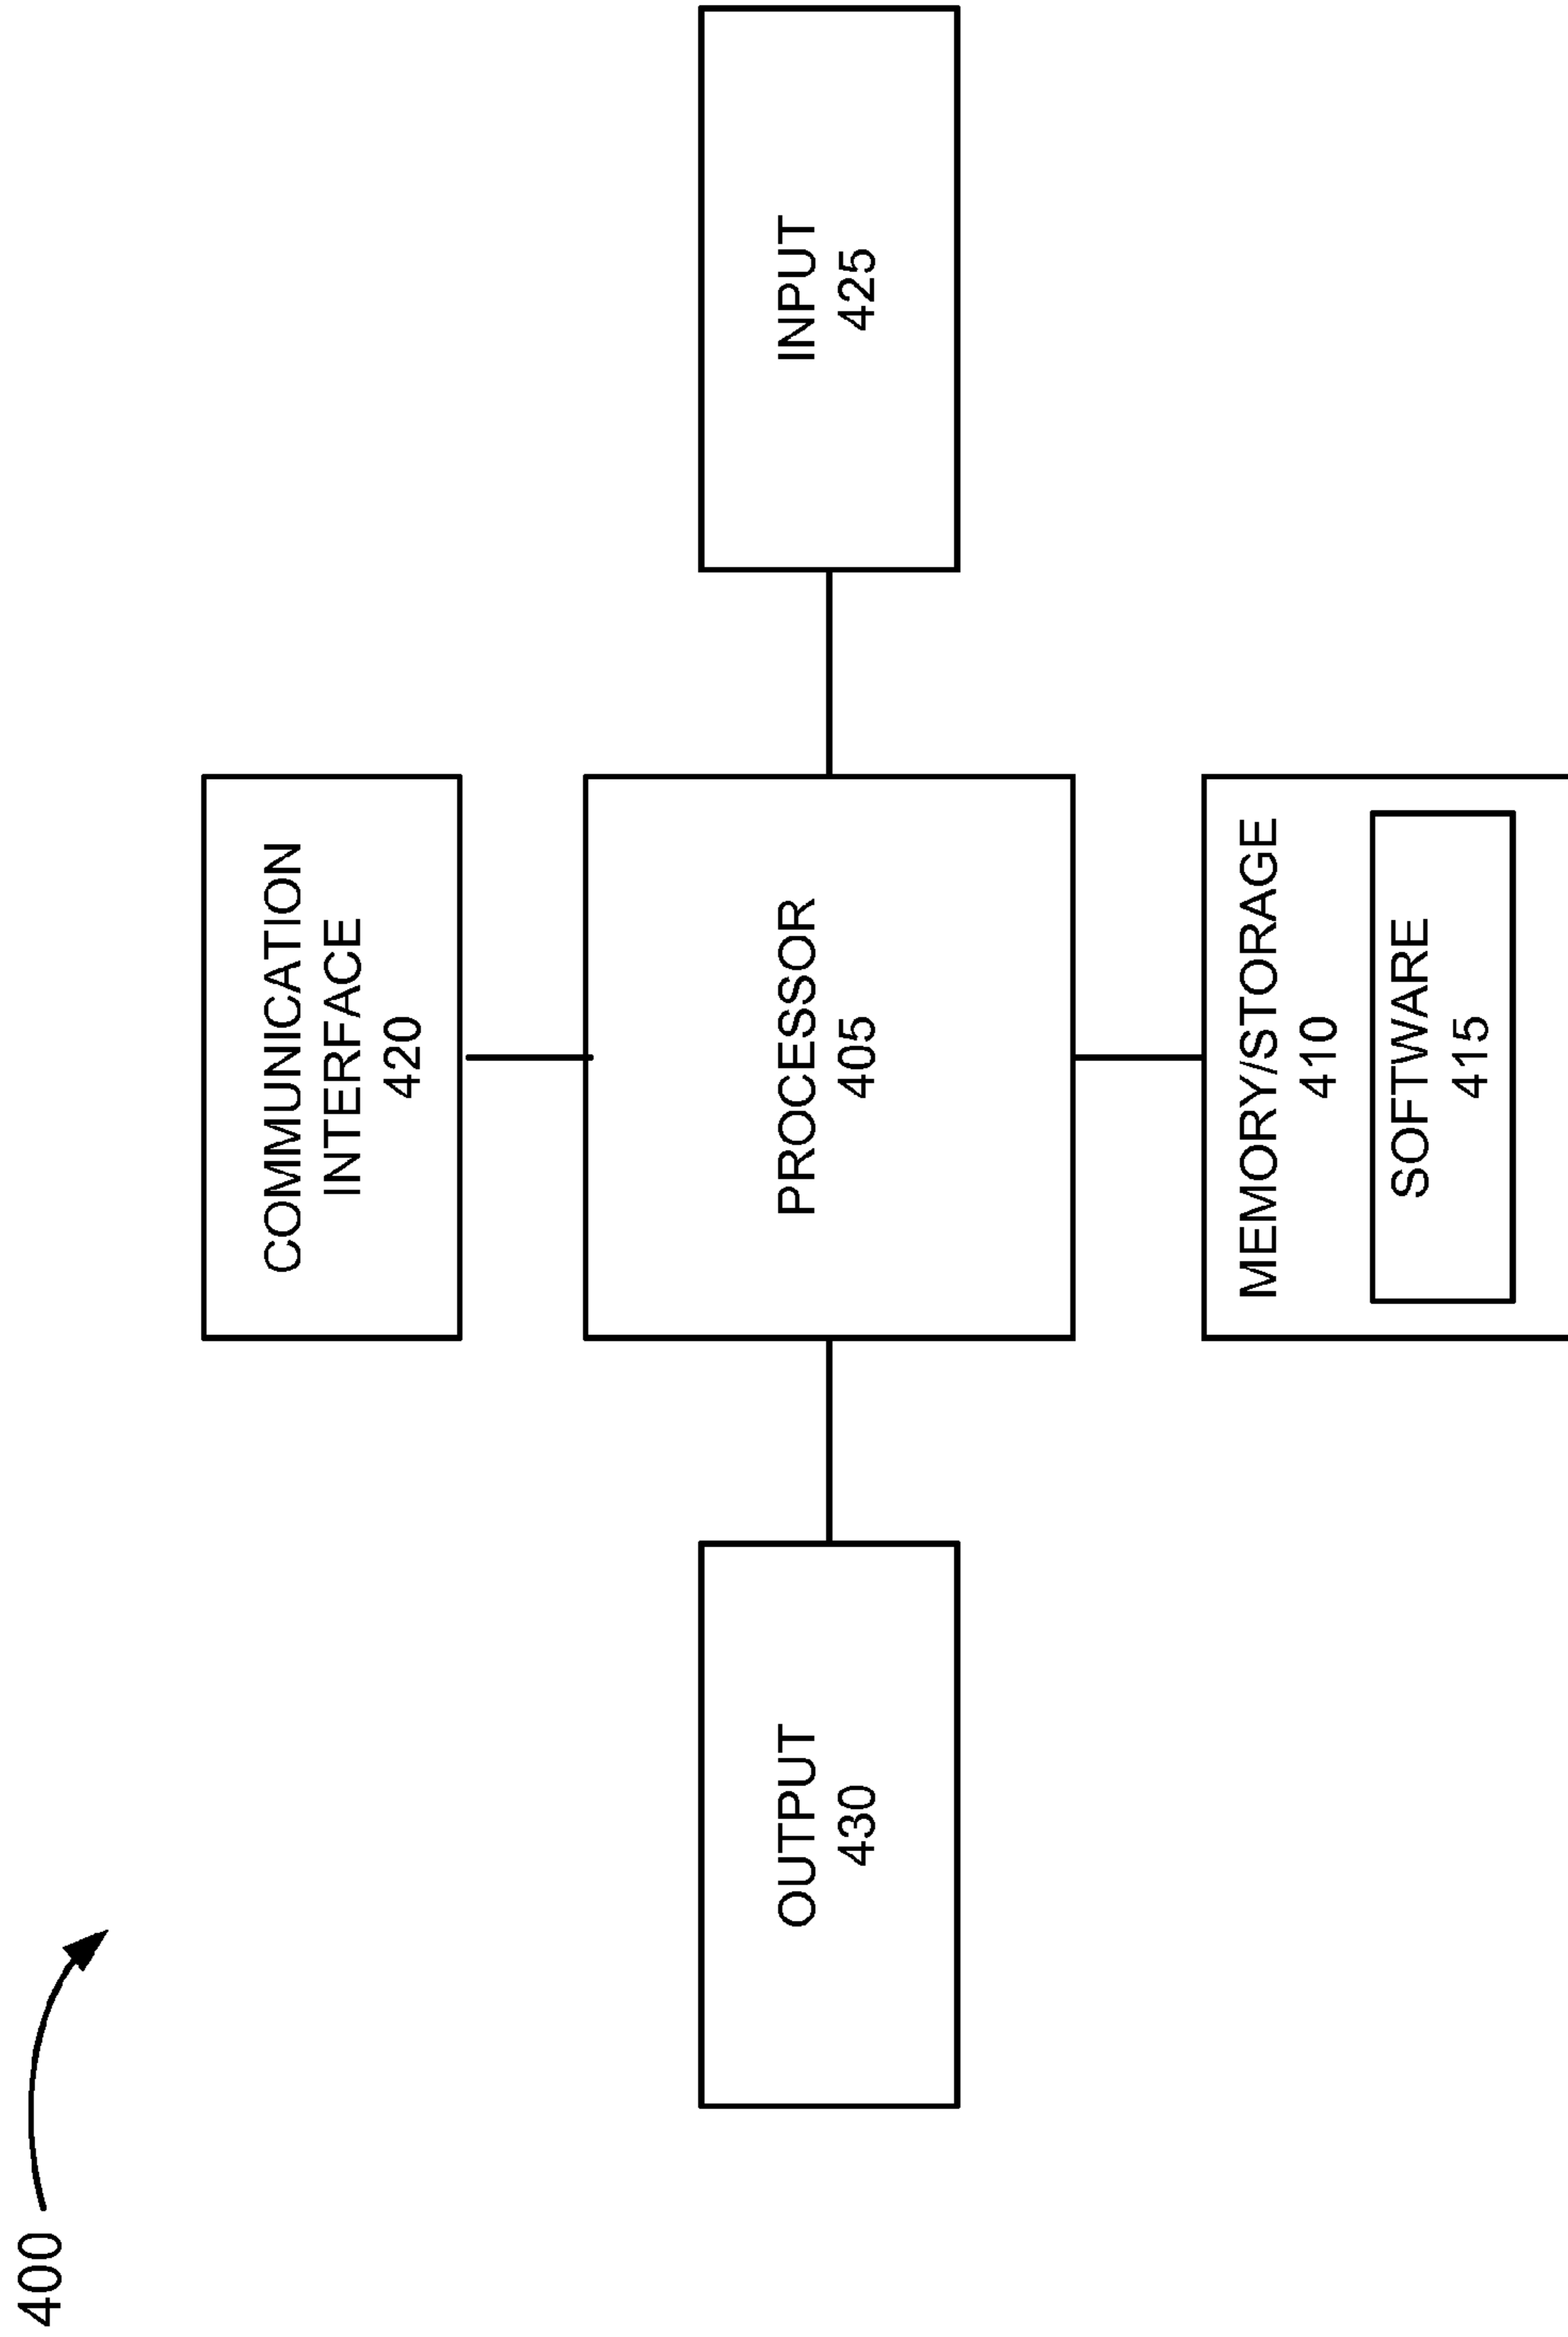 400
COMMUNICATION
INTERFACE
420
OUTPUT
430
PROCESSOR
405
INPUT
425
MEMORY/STORAGE
410
SOFTWARE
415